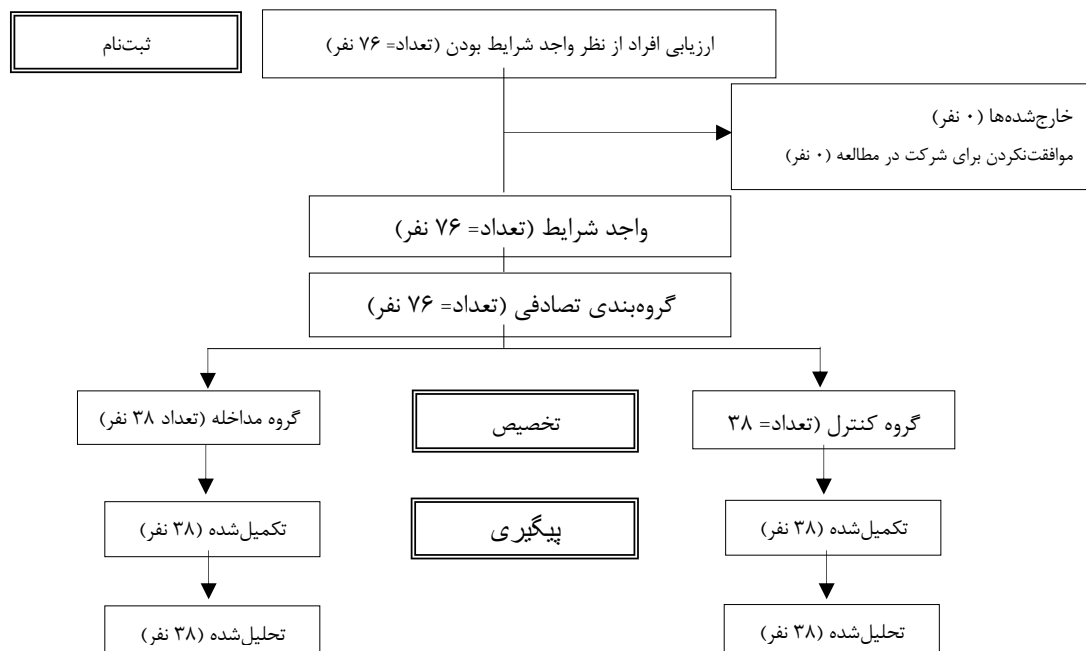 ثبت‌نام
ارزیابی افراد از نظر واجد شرایط بودن (تعداد= ۷۶ نفر)
خارج‌شده‌ها (۰ نفر)
موافقت‌نکردن برای شرکت در مطالعه (۰ نفر)
واجد شرایط (تعداد= ۷۶ نفر)
گروه‌بندی تصادفی (تعداد= ۷۶ نفر)
گروه کنترل (تعداد= ۳۸
تخصیص
گروه مداخله (تعداد ۳۸ نفر)
تکمیل‌شده (۳۸ نفر)
پیگیری
تکمیل‌شده (۳۸ نفر)
تحلیل‌شده (۳۸ نفر)
تحلیل‌شده (۳۸ نفر)